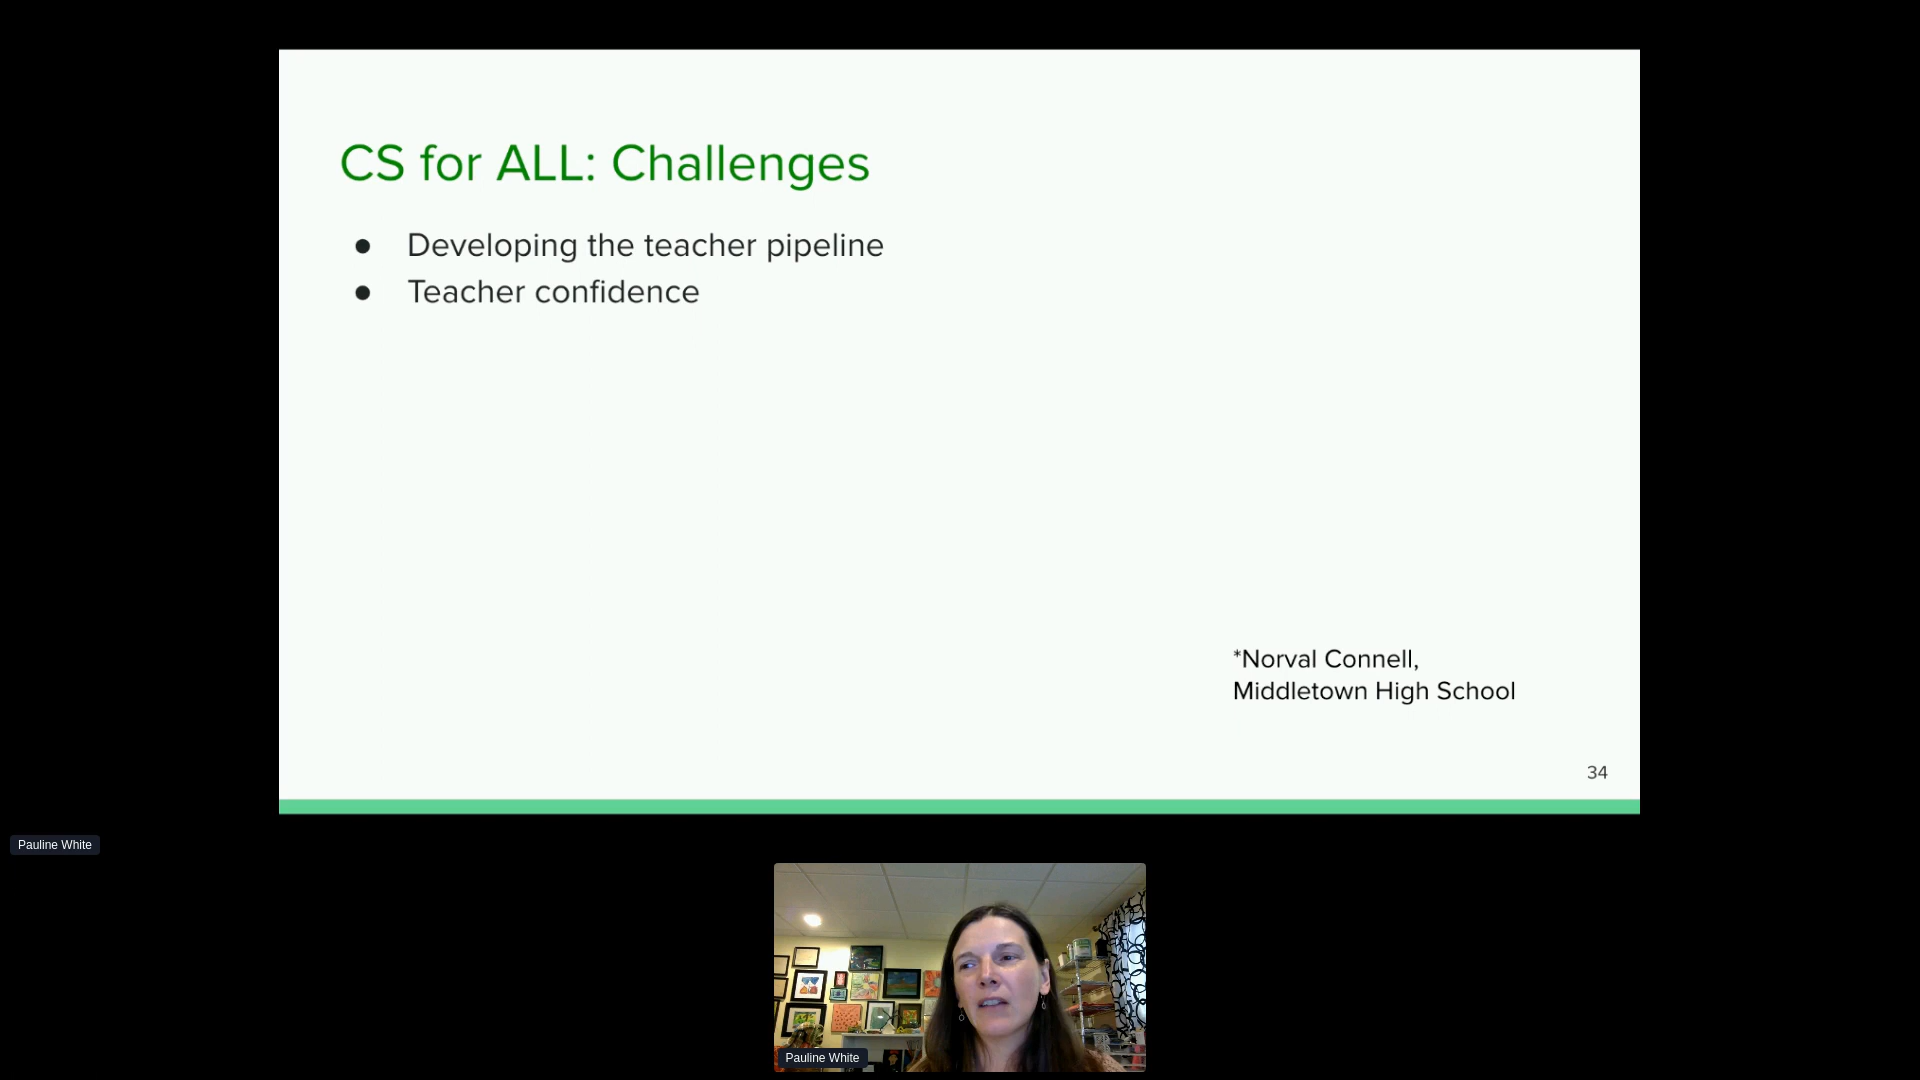 CS for ALL: Challenges
● Developing the teacher pipeline
● Teacher confidence
*Norval Connell,
Middletown High School
34
Pauline White
Pauline White